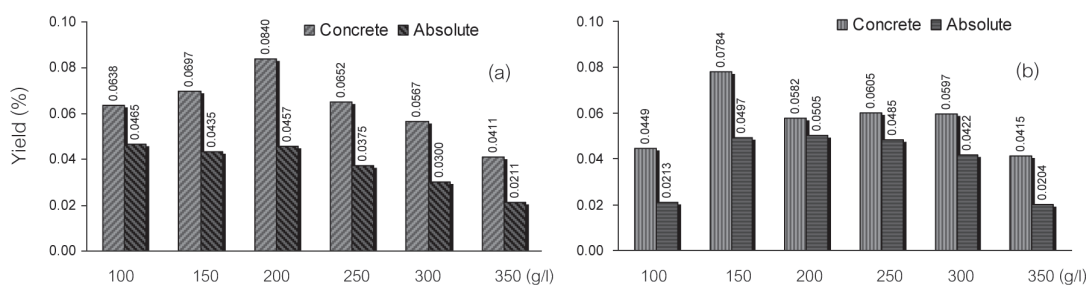 Yield (%)
0.10
0.08
0.06
0.04
0.02
0.00
Concrete Absolute
(a)
0.0638 0.0465 0.0697 0.0435 0.0840 0.0457 0.0652 0.0375 0.0567 0.0300 0.0411 0.0211
100 150 200 250 300 350 (g/l)
0.10
0.08
0.06
0.04
0.02
0.00
Concrete Absolute
(b)
0.0449 0.0213 0.0784 0.0497 0.0582 0.0505 0.0605 0.0485 0.0597 0.0422 0.0415 0.0204
100 150 200 250 300 350 (g/l)